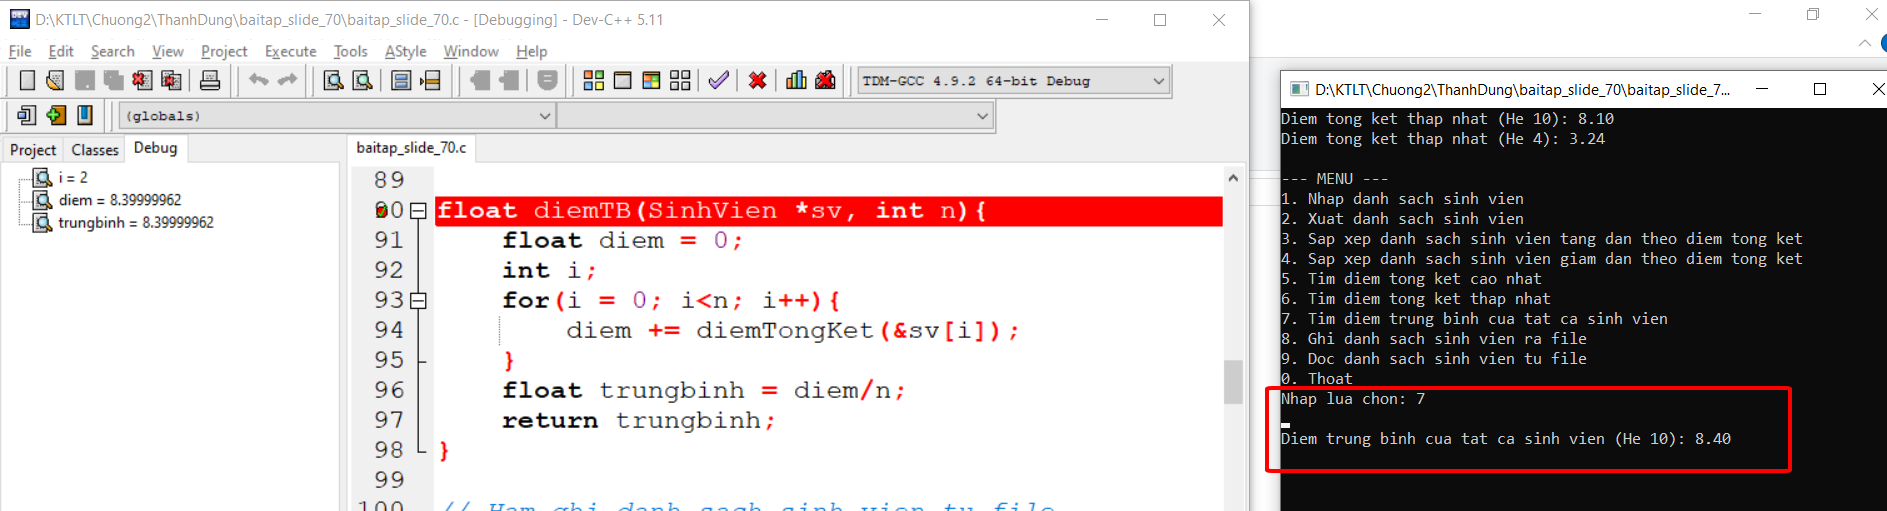 D:\KTLT\Chuong2\ThanhDung\baitap_slide_70\baitap_slide_70.c - [Debugging] - Dev-C++ 5.11
File Edit Search View Project Execute Tools AStyle Window Help
TDM-GCC 4.9.2 64-bit Debug
(globals)
Project Classes Debug
i = 2
diem = 8.39999962
trungbinh = 8.39999962
baitap_slide_70.c
89
90 float diemTB(SinhVien *sv, int n){
91 float diem = 0;
92 int i;
93 for(i = 0; i<n; i++){
94 diem += diemTongKet(&sv[i]);
95 }
96 float trungbinh = diem/n;
97 return trungbinh;
98 }
99
100 // Ham ghi danh sach sinh vien tu file
D:\KTLT\Chuong2\ThanhDung\baitap_slide_70\baitap_slide_7...
Diem tong ket thap nhat (He 10): 8.10
Diem tong ket thap nhat (He 4): 3.24
--- MENU ---
1. Nhap danh sach sinh vien
2. Xuat danh sach sinh vien
3. Sap xep danh sach sinh vien tang dan theo diem tong ket
4. Sap xep danh sach sinh vien giam dan theo diem tong ket
5. Tim diem tong ket cao nhat
6. Tim diem tong ket thap nhat
7. Tim diem trung binh cua tat ca sinh vien
8. Ghi danh sach sinh vien ra file
9. Doc danh sach sinh vien tu file
0. Thoat
Nhap lua chon: 7
Diem trung binh cua tat ca sinh vien (He 10): 8.40